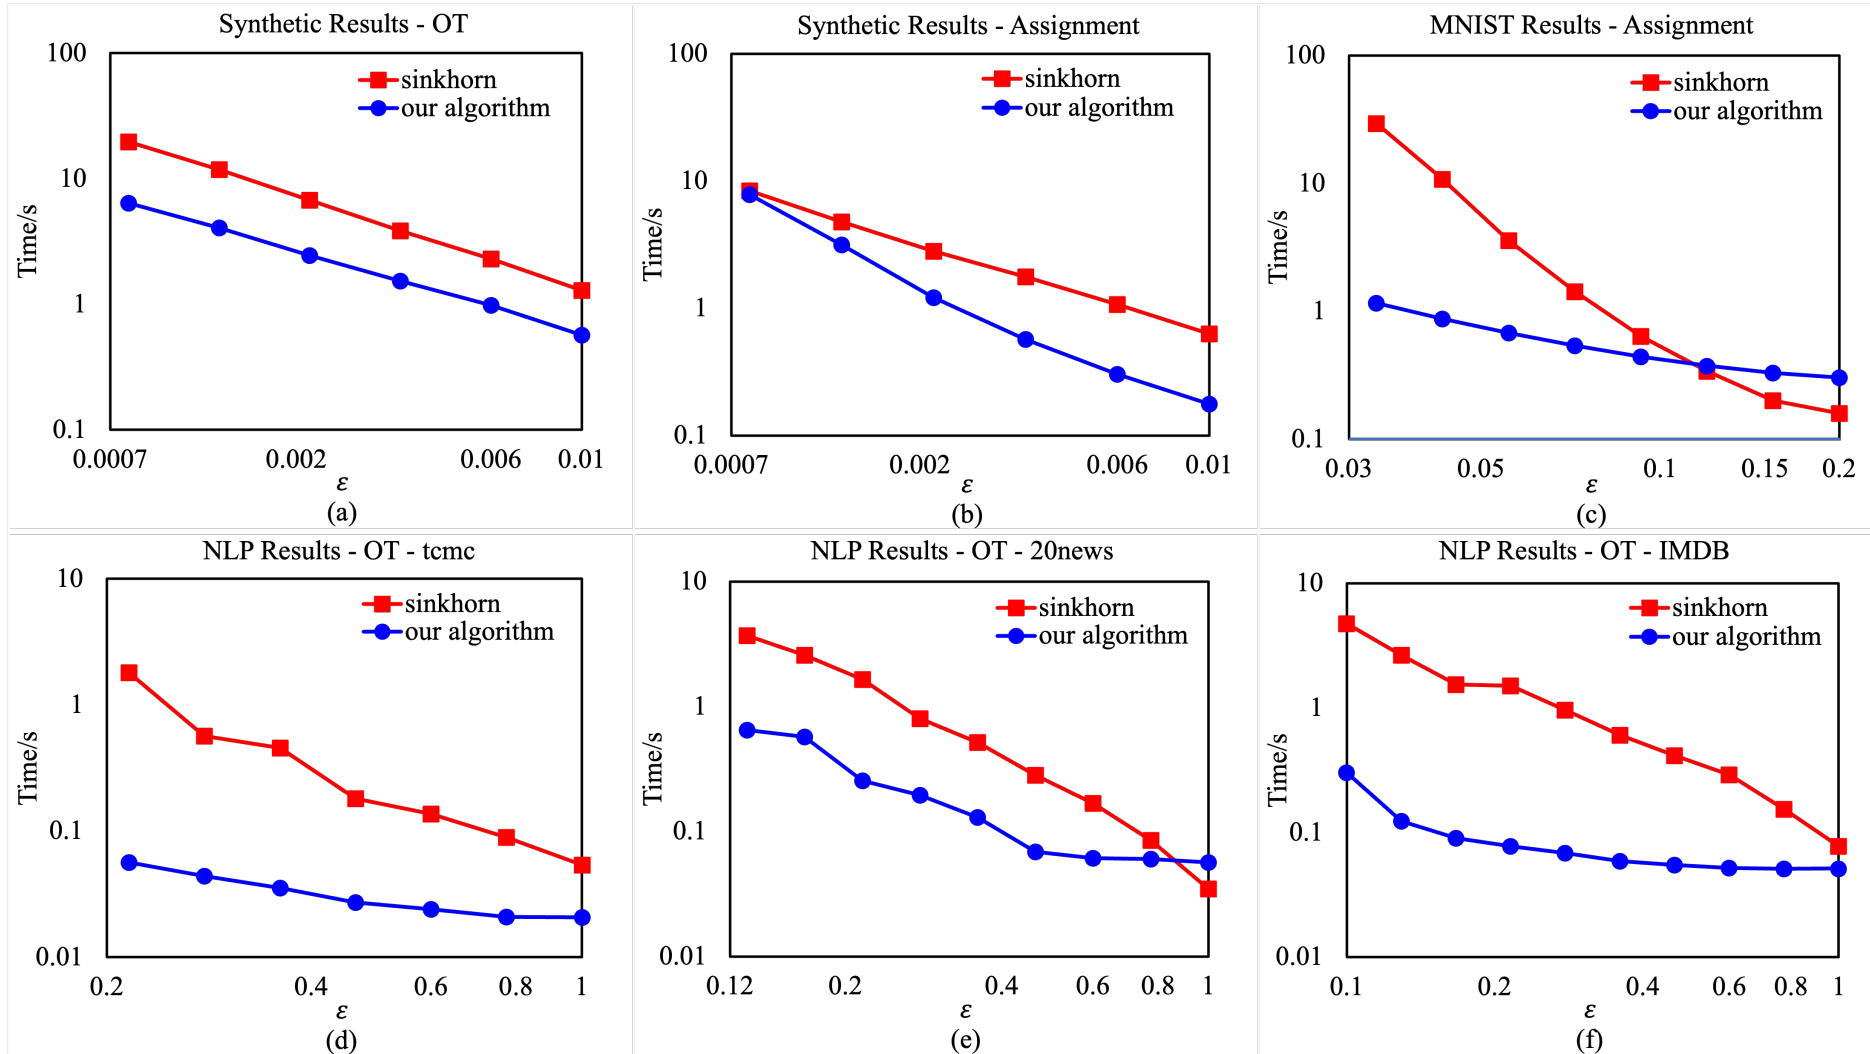 Synthetic Results - OT
100
10
1
0.1
Time/s
sinkhorn
our algorithm
0.0007 0.002 0.006 0.01
ε
(a)
Synthetic Results - Assignment
100
10
1
0.1
Time/s
sinkhorn
our algorithm
0.0007 0.002 0.006 0.01
ε
(b)
MNIST Results - Assignment
100
10
1
0.1
Time/s
sinkhorn
our algorithm
0.03 0.05 0.1 0.15 0.2
ε
(c)
NLP Results - OT - tcmc
10
1
0.1
0.01
Time/s
sinkhorn
our algorithm
0.2 0.4 0.6 0.8 1
ε
(d)
NLP Results - OT - 20news
10
1
0.1
0.01
Time/s
sinkhorn
our algorithm
0.12 0.2 0.4 0.6 0.8 1
ε
(e)
NLP Results - OT - IMDB
10
1
0.1
0.01
Time/s
sinkhorn
our algorithm
0.1 0.2 0.4 0.6 0.8 1
ε
(f)